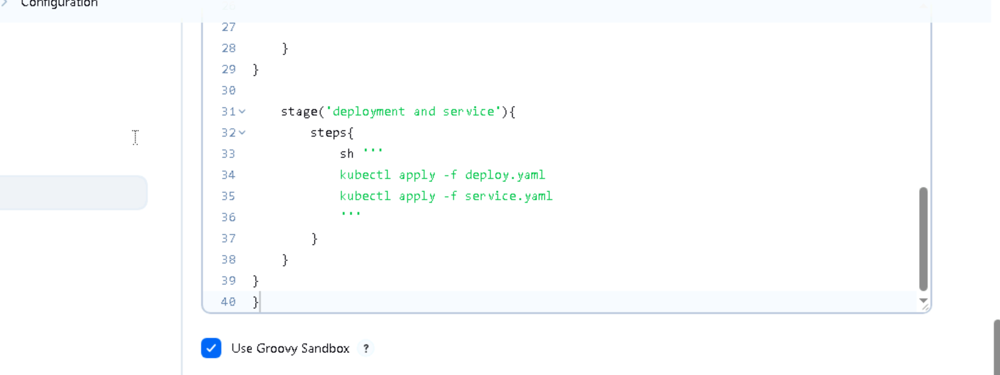 Configuration
27
28 }
29 }
30
31 stage('deployment and service'){
32 steps{
33 sh '''
34 kubectl apply -f deploy.yaml
35 kubectl apply -f service.yaml
36 '''
37 }
38 }
39 }
40 }
Use Groovy Sandbox ?